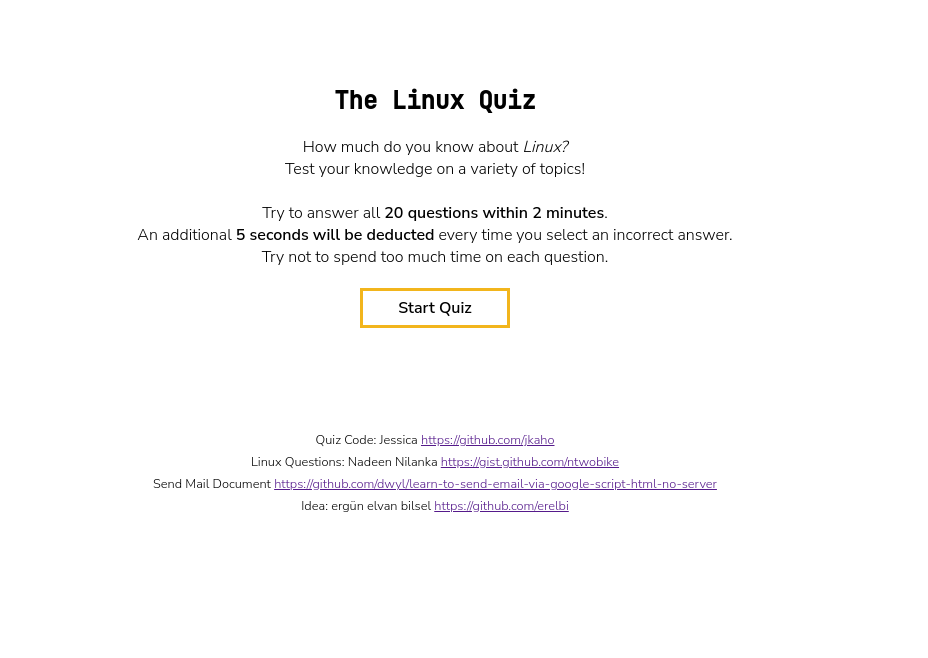 The Linux Quiz
How much do you know about Linux?
Test your knowledge on a variety of topics!
Try to answer all 20 questions within 2 minutes.
An additional 5 seconds will be deducted every time you select an incorrect answer.
Try not to spend too much time on each question.
Start Quiz
Quiz Code: Jessica https://github.com/jkaho
Linux Questions: Nadeen Nilanka https://gist.github.com/ntwobike
Send Mail Document https://github.com/dwyl/learn-to-send-email-via-google-script-html-no-server
Idea: ergün elvan bilsel https://github.com/erelbi